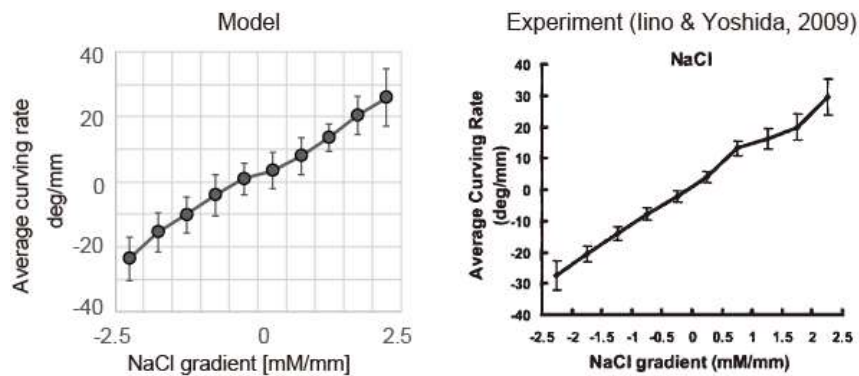 Model
Average curving rate
deg/mm
40
20
0
-20
-40
-2.5
0
2.5
NaCl gradient [mM/mm]
Experiment (Iino & Yoshida, 2009)
NaCl
Average Curving Rate
(deg/mm)
40
30
20
10
0
-10
-20
-30
-40
-2.5 -2 -1.5 -1 -0.5 0 0.5 1 1.5 2 2.5
NaCl gradient (mM/mm)